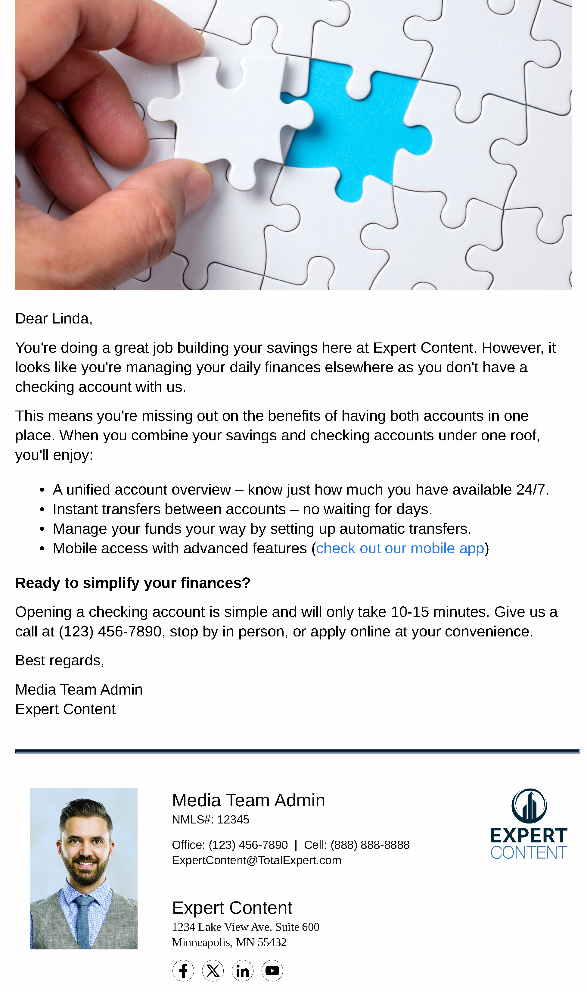 Dear Linda,
You're doing a great job building your savings here at Expert Content. However, it
looks like you're managing your daily finances elsewhere as you don't have a
checking account with us.
This means you're missing out on the benefits of having both accounts in one
place. When you combine your savings and checking accounts under one roof,
you'll enjoy:
• A unified account overview – know just how much you have available 24/7.
• Instant transfers between accounts – no waiting for days.
• Manage your funds your way by setting up automatic transfers.
• Mobile access with advanced features (check out our mobile app)
Ready to simplify your finances?
Opening a checking account is simple and will only take 10-15 minutes. Give us a
call at (123) 456-7890, stop by in person, or apply online at your convenience.
Best regards,
Media Team Admin
Expert Content
Media Team Admin
NMLS#: 12345
Office: (123) 456-7890 | Cell: (888) 888-8888
ExpertContent@TotalExpert.com
Expert Content
1234 Lake View Ave. Suite 600
Minneapolis, MN 55432
EXPERT
CONTENT